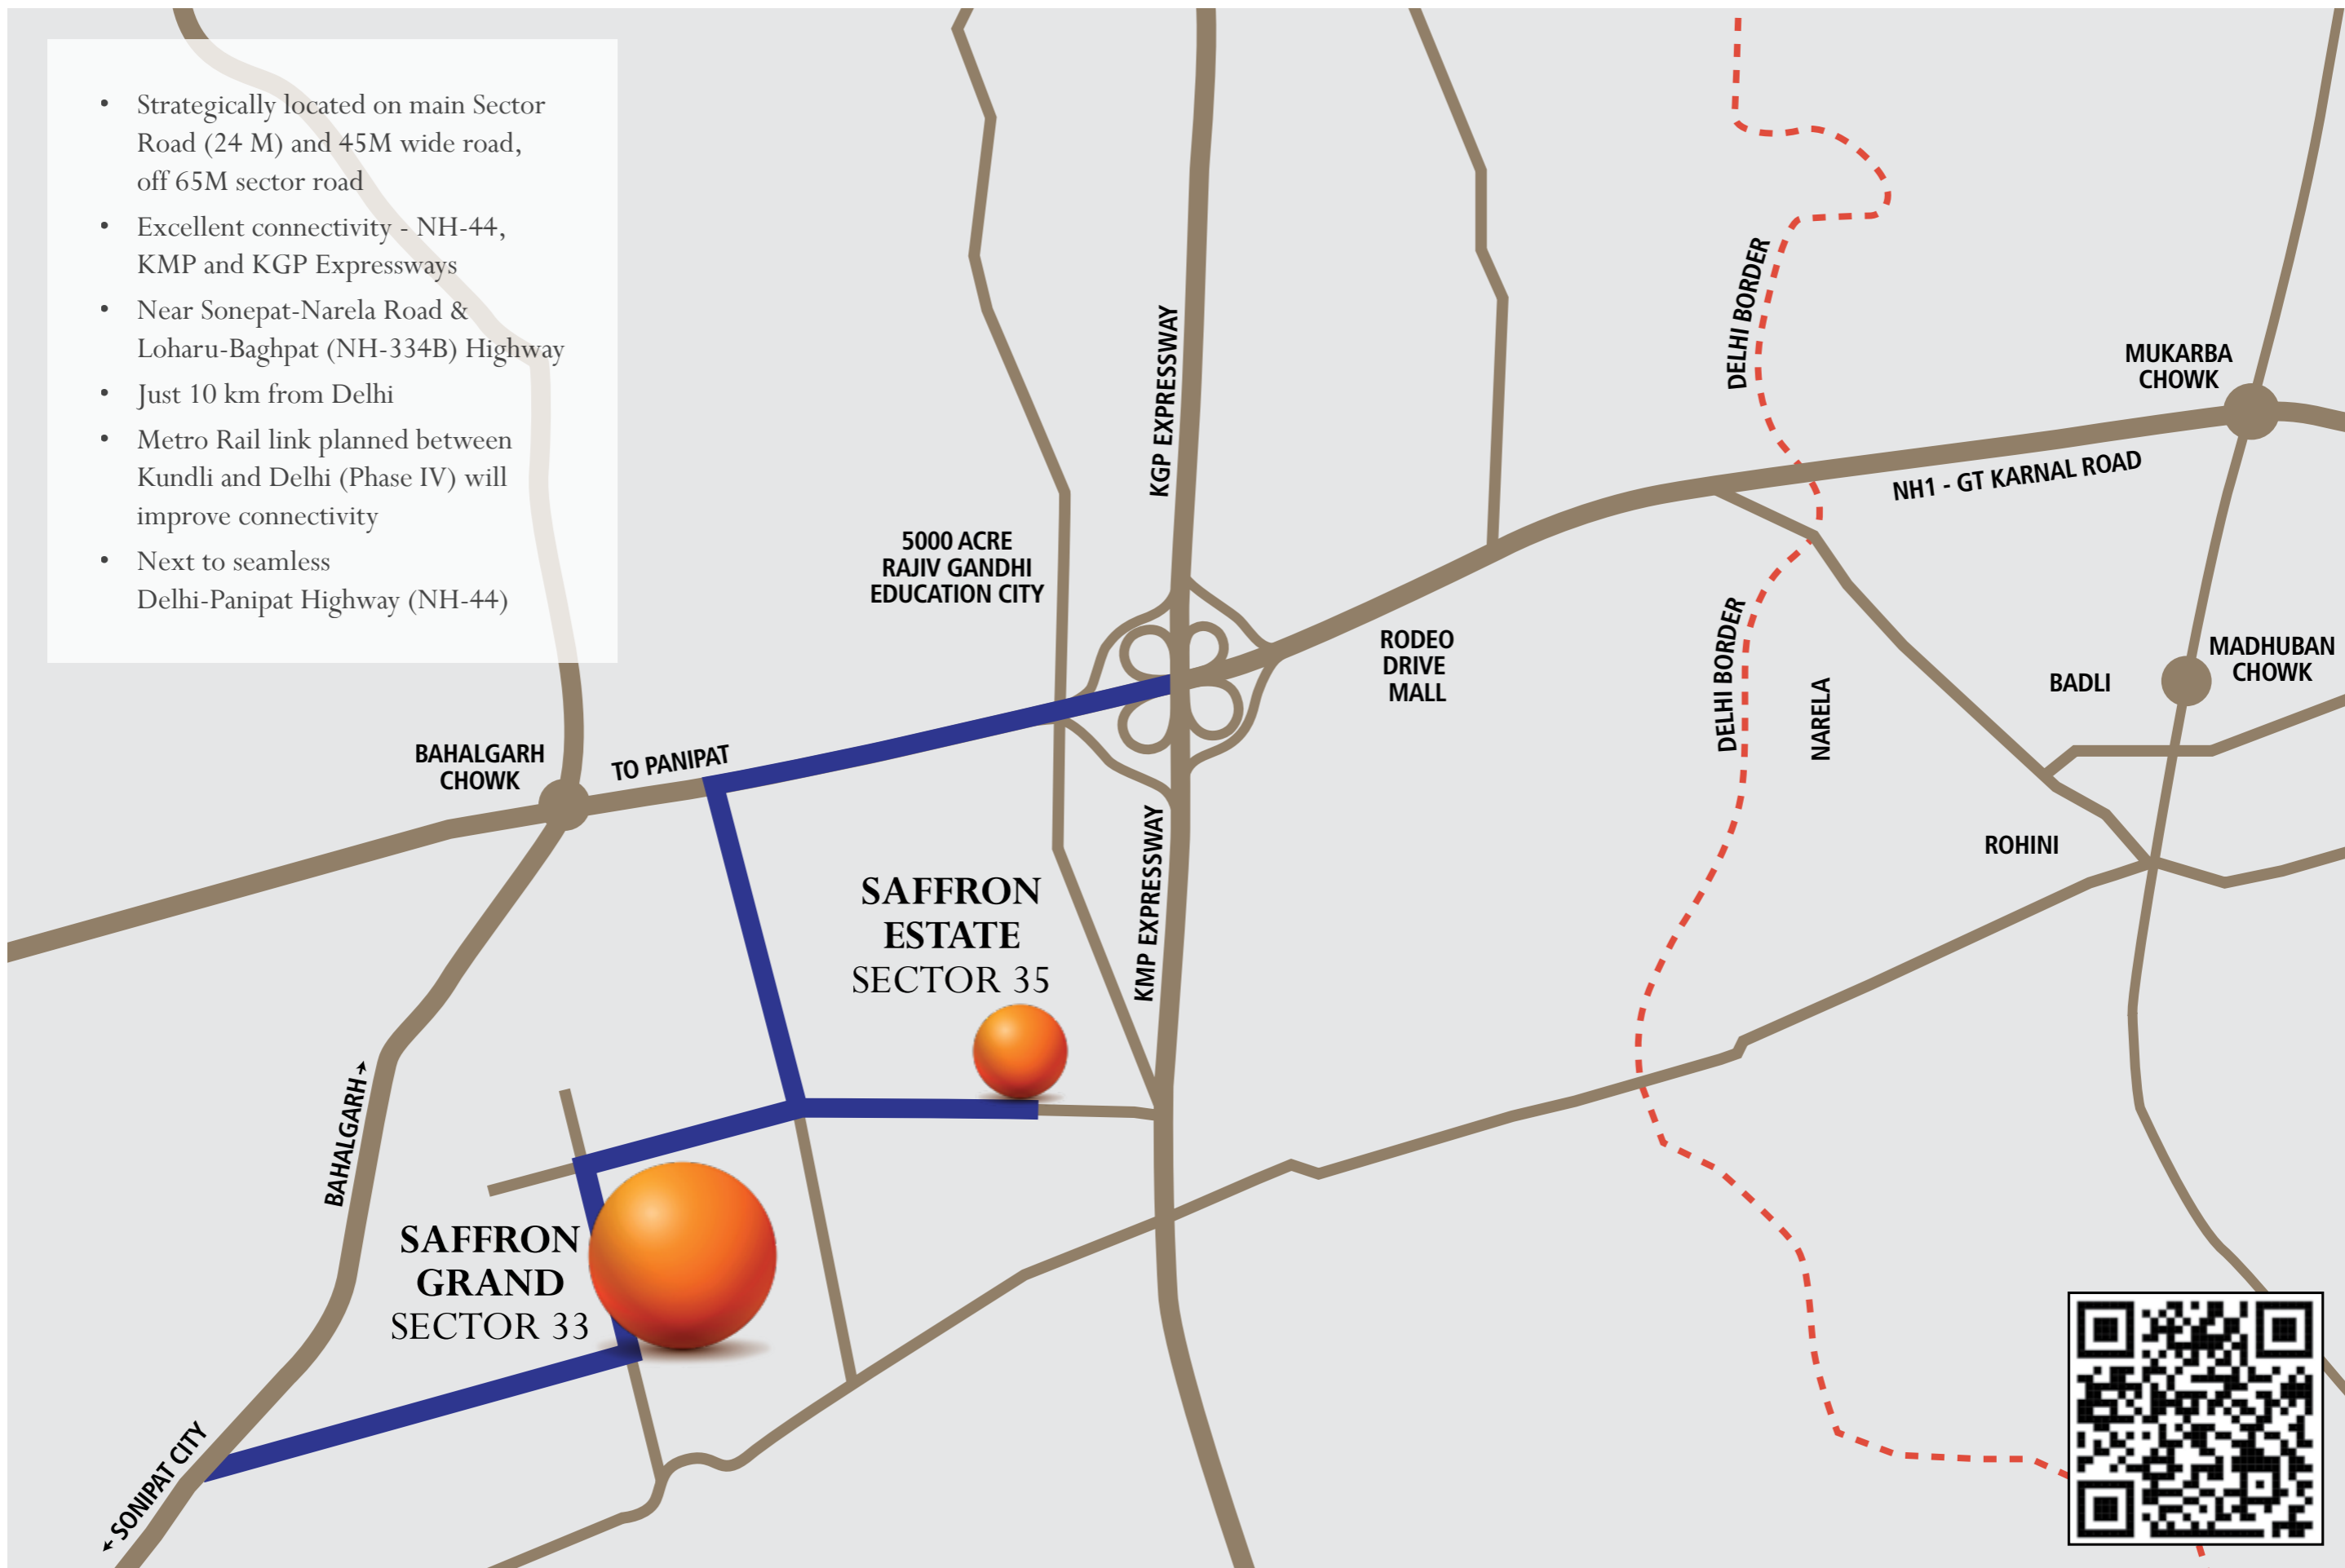 • Strategically located on main Sector
Road (24 M) and 45M wide road,
off 65M sector road
• Excellent connectivity - NH-44,
KMP and KGP Expressways
• Near Sonepat-Narela Road &
Loharu-Baghpat (NH-334B) Highway
• Just 10 km from Delhi
• Metro Rail link planned between
Kundli and Delhi (Phase IV) will
improve connectivity
• Next to seamless
Delhi-Panipat Highway (NH-44)
KGP EXPRESSWAY
DELHI BORDER
MUKARBA
CHOWK
NH1 - GT KARNAL ROAD
5000 ACRE
RAJIV GANDHI
EDUCATION CITY
RODEO
DRIVE
MALL
DELHI BORDER
NARELA
BADLI
MADHUBAN
CHOWK
BAHALGARH
CHOWK
TO PANIPAT
ROHINI
KMP EXPRESSWAY
SAFFRON
ESTATE
SECTOR 35
BAHALGARH
SAFFRON
GRAND
SECTOR 33
SONIPAT CITY